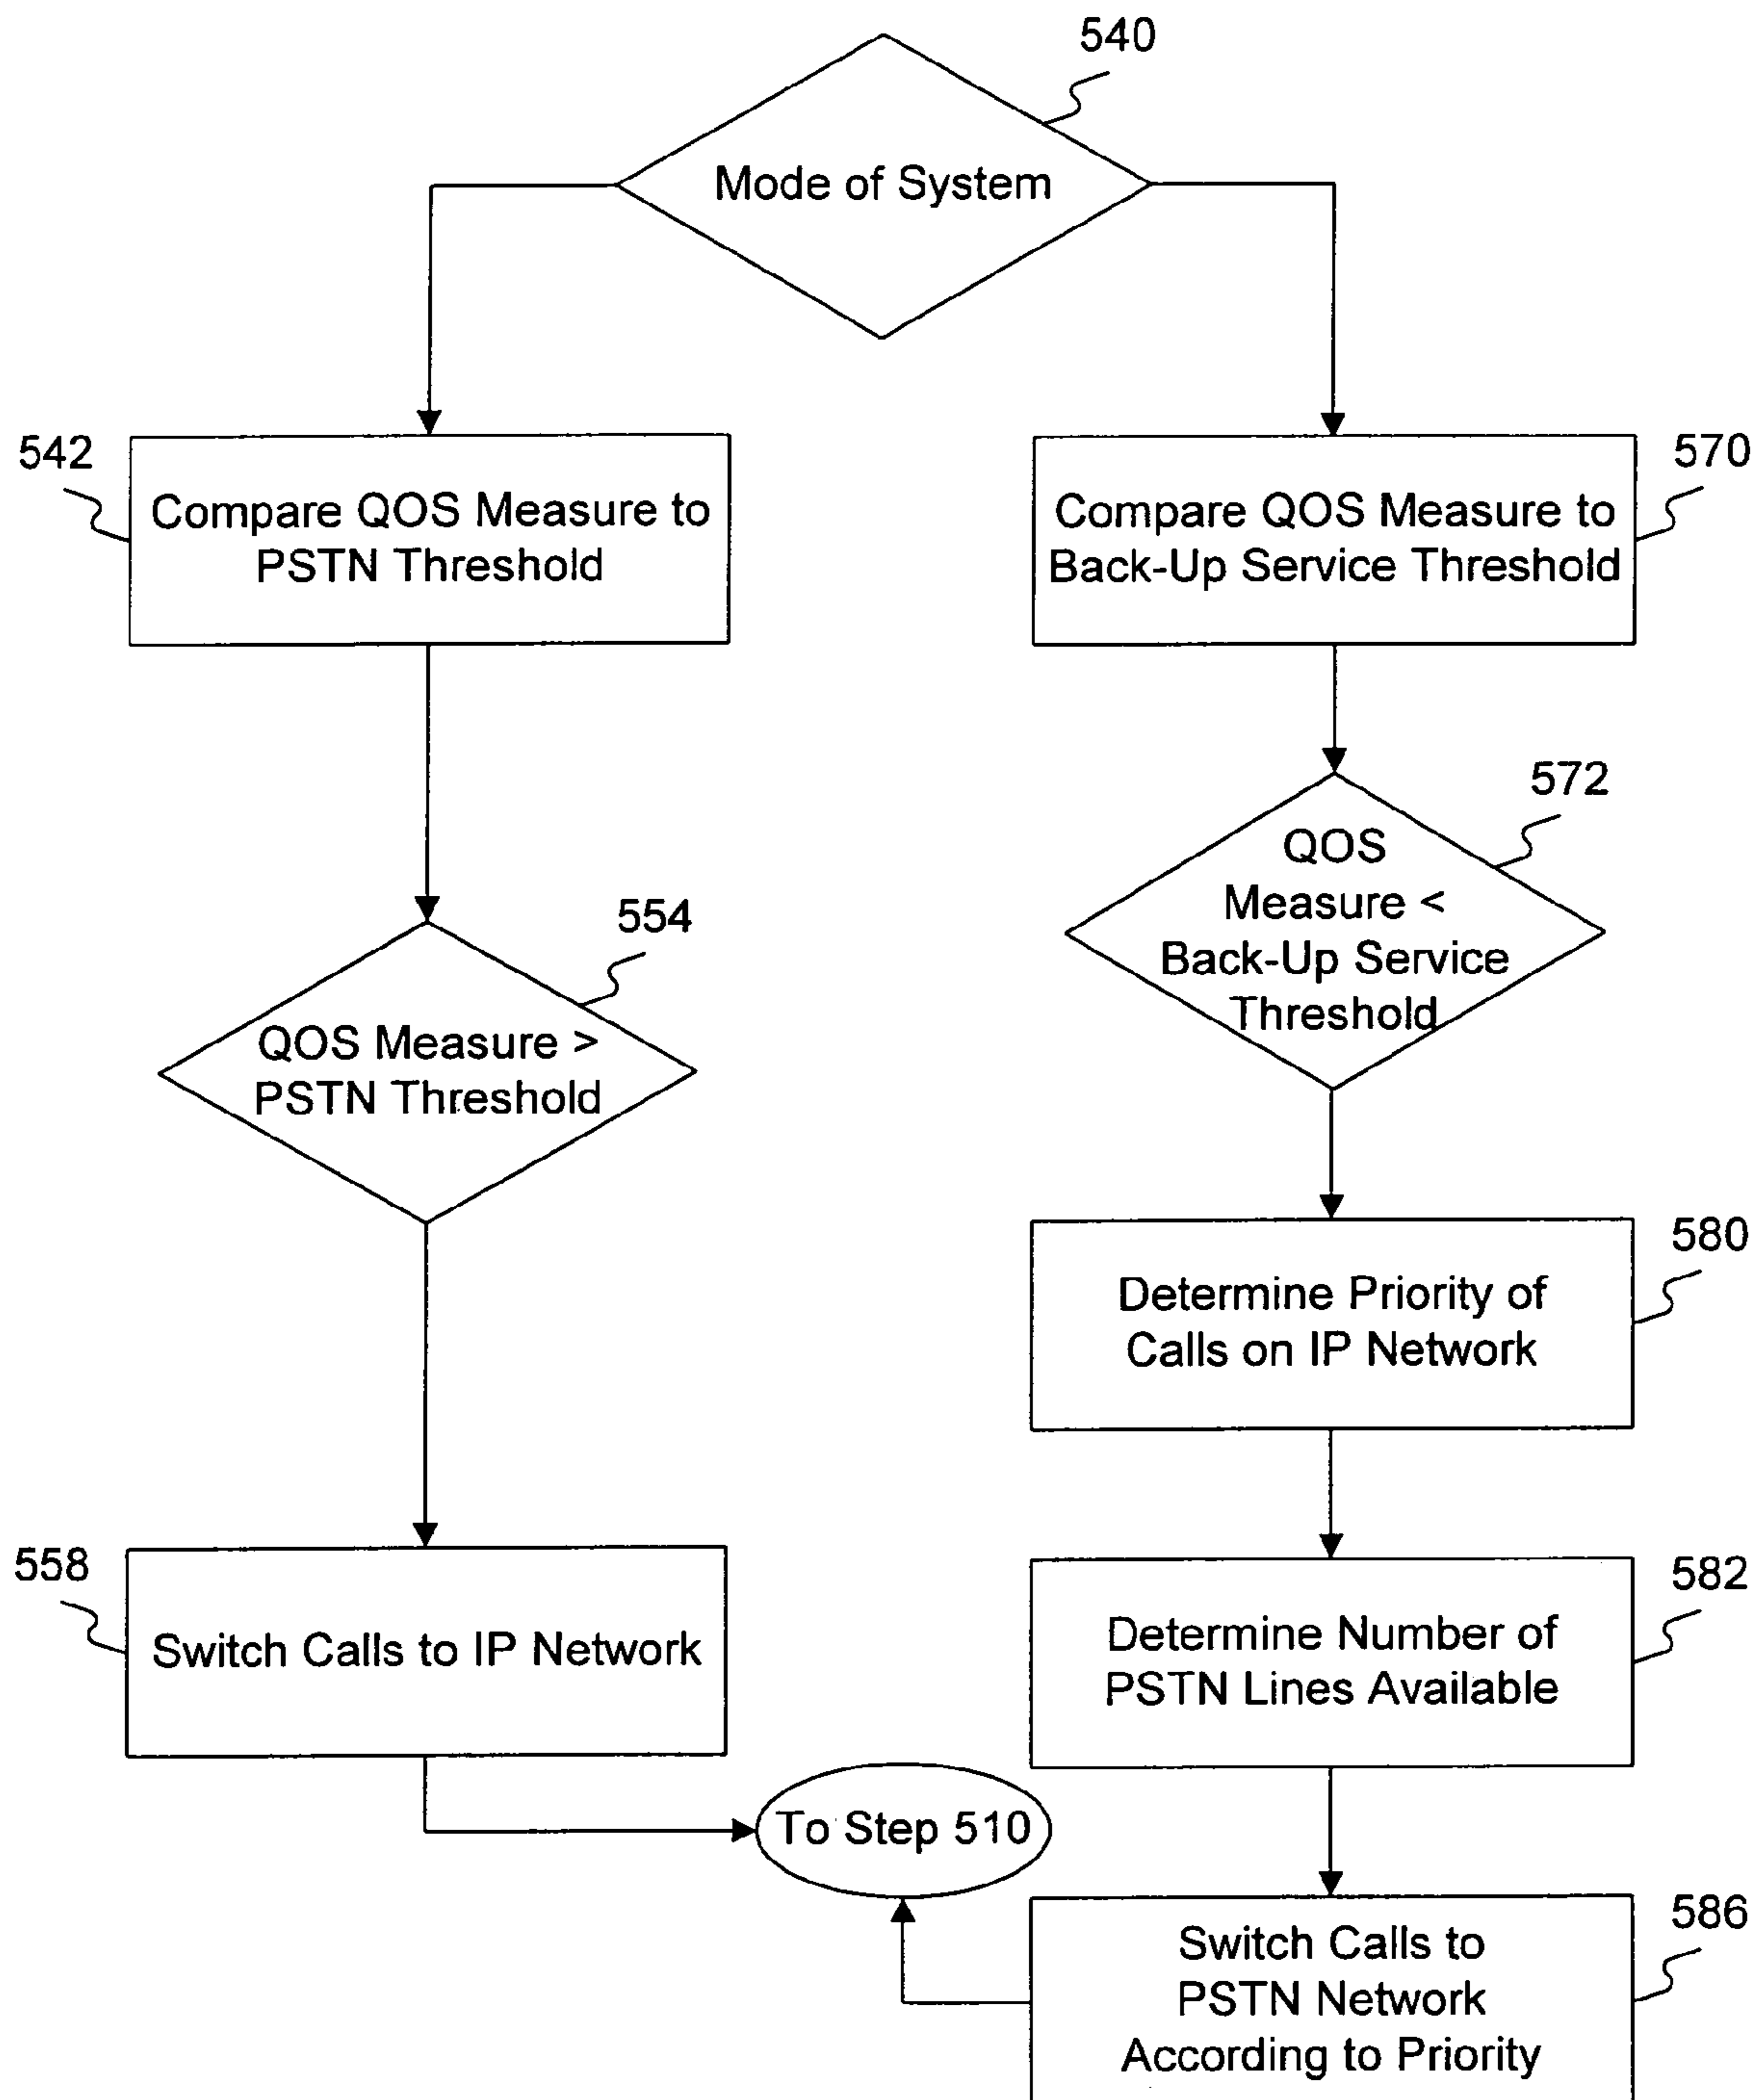 540
Mode of System
542
Compare QOS Measure to
PSTN Threshold
570
Compare QOS Measure to
Back-Up Service Threshold
554
QOS Measure >
PSTN Threshold
572
QOS
Measure <
Back-Up Service
Threshold
580
Determine Priority of
Calls on IP Network
558
Switch Calls to IP Network
582
Determine Number of
PSTN Lines Available
To Step 510
586
Switch Calls to
PSTN Network
According to Priority